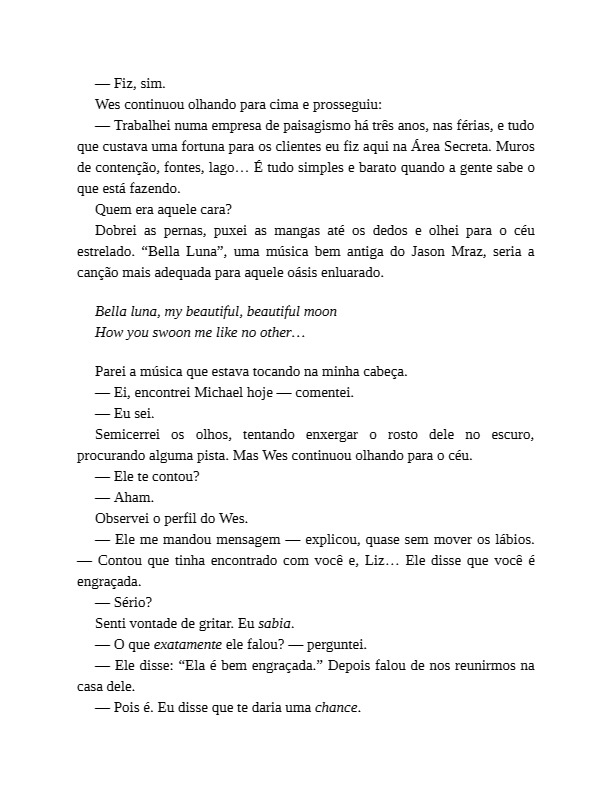 — Fiz, sim.
Wes continuou olhando para cima e prosseguiu:
— Trabalhei numa empresa de paisagismo há três anos, nas férias, e tudo
que custava uma fortuna para os clientes eu fiz aqui na Área Secreta. Muros
de contenção, fontes, lago… É tudo simples e barato quando a gente sabe o
que está fazendo.
Quem era aquele cara?
Dobrei as pernas, puxei as mangas até os dedos e olhei para o céu
estrelado. “Bella Luna”, uma música bem antiga do Jason Mraz, seria a
canção mais adequada para aquele oásis enluarado.
Bella luna, my beautiful, beautiful moon
How you swoon me like no other…
Parei a música que estava tocando na minha cabeça.
— Ei, encontrei Michael hoje — comentei.
— Eu sei.
Semicerrei os olhos, tentando enxergar o rosto dele no escuro,
procurando alguma pista. Mas Wes continuou olhando para o céu.
— Ele te contou?
— Aham.
Observei o perfil do Wes.
— Ele me mandou mensagem — explicou, quase sem mover os lábios.
— Contou que tinha encontrado com você e, Liz… Ele disse que você é
engraçada.
— Sério?
Senti vontade de gritar. Eu sabia.
— O que exatamente ele falou? — perguntei.
— Ele disse: “Ela é bem engraçada.” Depois falou de nos reunirmos na
casa dele.
— Pois é. Eu disse que te daria uma chance.